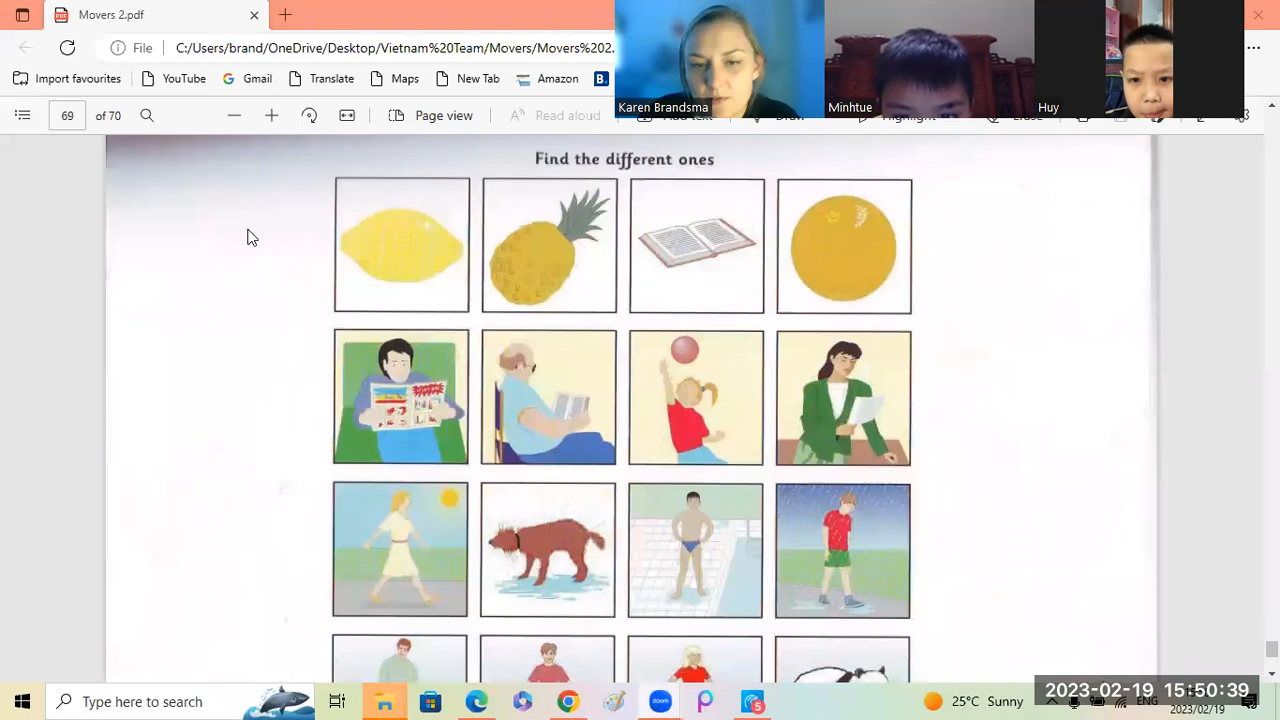 Movers 2.pdf
File
C:/Users/brand/OneDrive/Desktop/Vietnam%20Team/Movers/Movers%202.
Import favourites
YouTube
Gmail
Translate
Maps
New Tab
Amazon
B.
Karen Brandsma
Minhtue
Huy
69
of 70
Page view
Read aloud
Find the different ones
Type here to search
5
25°C Sunny
ENG
2023-02-19 15:50:39
2023/02/19